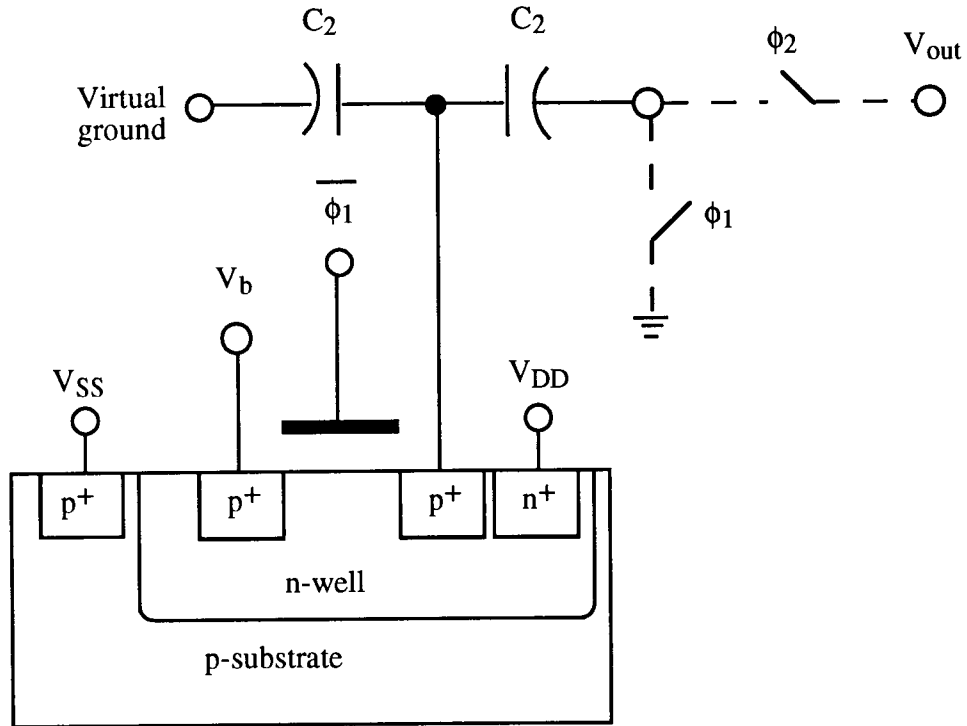 C2 C2
ϕ2
Vout
Virtual
ground
ϕ1
ϕ1
Vb
VSS
VDD
p+ p+ p+ n+
n-well
p-substrate